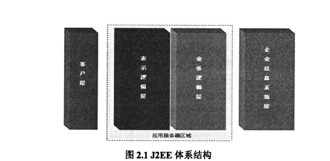 客户层
表示逻辑层
业务逻辑层
企业信息系统层
应用服务器区域
图 2.1 J2EE 体系结构